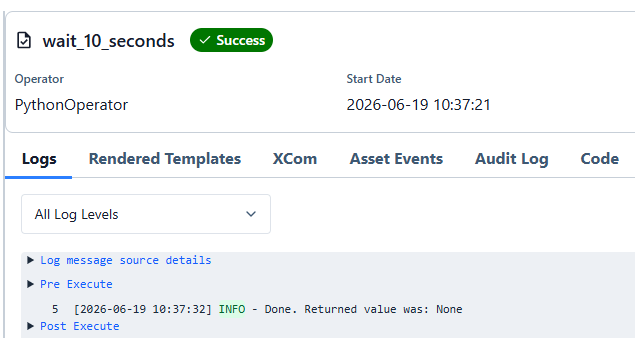 wait_10_seconds Success
Operator Start Date
PythonOperator 2026-06-19 10:37:21
Logs Rendered Templates XCom Asset Events Audit Log Code
All Log Levels
Log message source details
Pre Execute
5 [2026-06-19 10:37:32] INFO - Done. Returned value was: None
Post Execute